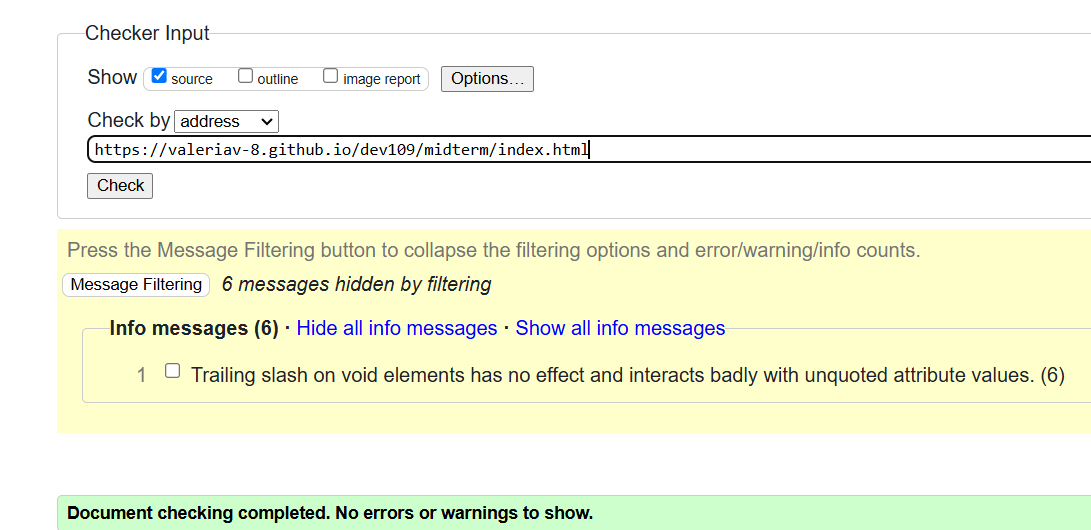 Checker Input
Show source outline image report Options...
Check by address
https://valeriav-8.github.io/dev109/midterm/index.html
Check
Press the Message Filtering button to collapse the filtering options and error/warning/info counts.
Message Filtering 6 messages hidden by filtering
Info messages (6) · Hide all info messages · Show all info messages
1 Trailing slash on void elements has no effect and interacts badly with unquoted attribute values. (6)
Document checking completed. No errors or warnings to show.